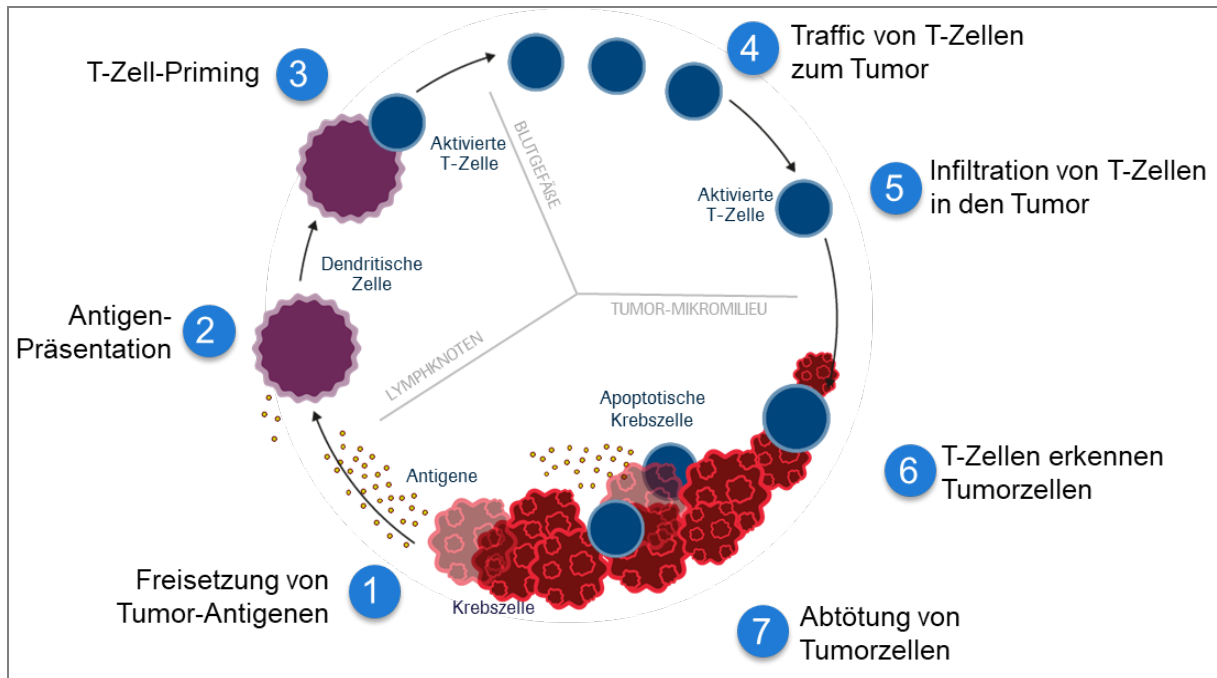 3
T-Zell-Priming
4
Traffic von T-Zellen
zum Tumor
Aktivierte
T-Zelle
BLUTGEFÄßE
5
Infiltration von T-Zellen
in den Tumor
Aktivierte
T-Zelle
Dendritische
Zelle
2
Antigen-
Präsentation
LYMPHKNOTEN
TUMOR-MIKROMILIEU
Apoptotische
Krebszelle
Antigene
6
T-Zellen erkennen
Tumorzellen
1
Freisetzung von
Tumor-Antigenen
Krebszelle
7
Abtötung von
Tumorzellen